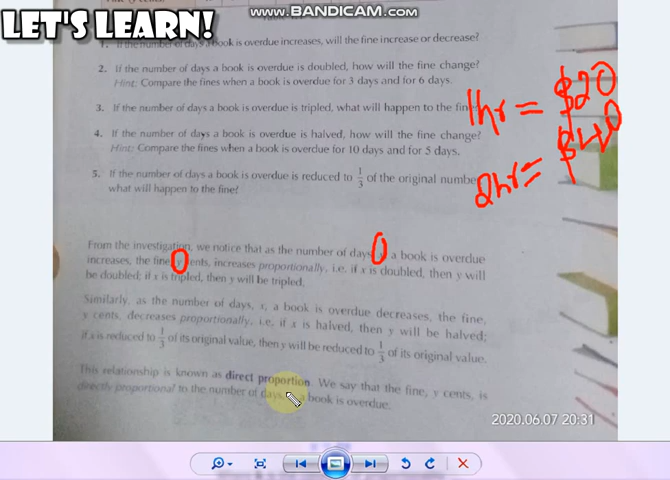 LET'S LEARN!
www.BANDICAM.com
1. If the number of days a book is overdue increases, will the fine increase or decrease?
2. If the number of days a book is overdue is doubled, how will the fine change?
Hint: Compare the fines when a book is overdue for 3 days and for 6 days.
3. If the number of days a book is overdue is tripled, what will happen to the fine
4. If the number of days a book is overdue is halved, how will the fine change?
Hint: Compare the fines when a book is overdue for 10 days and for 5 days.
5. If the number of days a book is overdue is reduced to 1/3 of the original number
what will happen to the fine?
1hr = $20
2hr = $40
From the investigation, we notice that as the number of days, a book is overdue
increases, the fine, y cents, increases proportionally, i.e. if x is doubled, then y will
be doubled; if x is tripled, then y will be tripled.
Similarly, as the number of days, x, a book is overdue decreases, the fine,
y cents, decreases proportionally, i.e. if x is halved, then y will be halved;
if x is reduced to 1/3 of its original value, then y will be reduced to 1/3 of its original value.
This relationship is known as direct proportion. We say that the fine, y cents, is
directly proportional to the number of days, a book is overdue.
2020.06.07 20:31